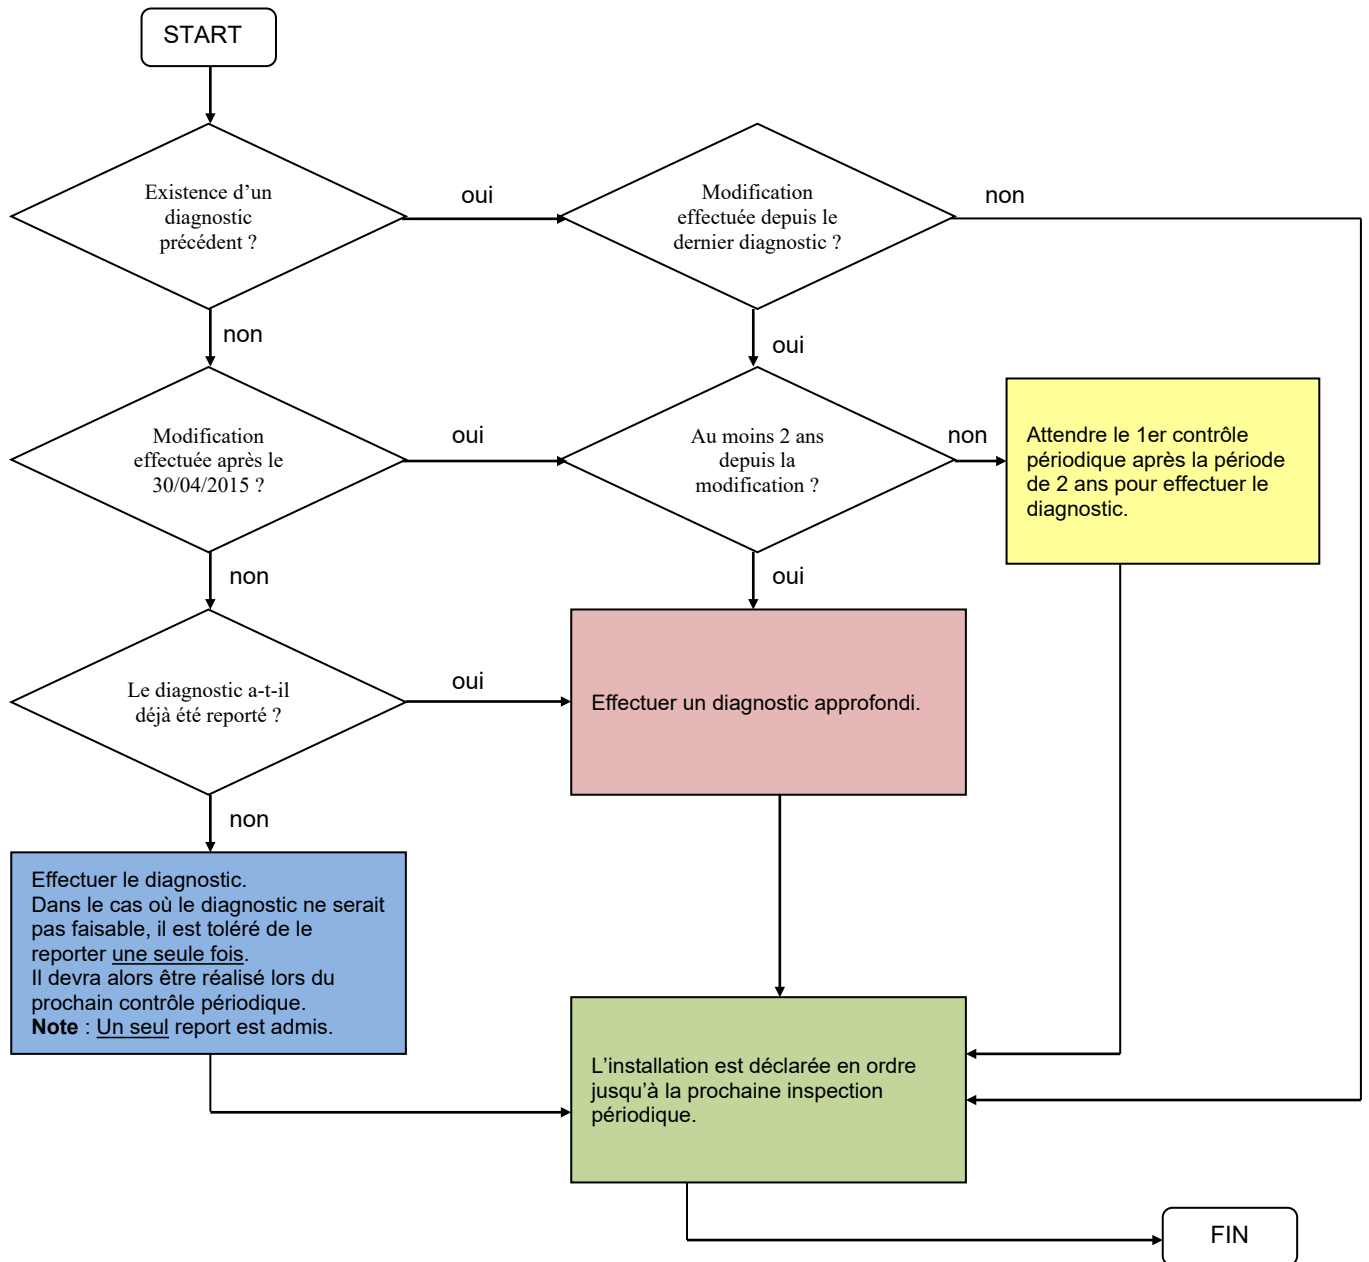 START
Existence d’un
diagnostic
précédent ?
oui
Modification
effectuée depuis le
dernier diagnostic ?
non
non
oui
Modification
effectuée après le
30/04/2015 ?
oui
Au moins 2 ans
depuis la
modification ?
non
Attendre le 1er contrôle
périodique après la période
de 2 ans pour effectuer le
diagnostic.
non
oui
Le diagnostic a-t-il
déjà été reporté ?
oui
Effectuer un diagnostic approfondi.
non
Effectuer le diagnostic.
Dans le cas où le diagnostic ne serait
pas faisable, il est toléré de le
reporter une seule fois.
Il devra alors être réalisé lors du
prochain contrôle périodique.
Note : Un seul report est admis.
L’installation est déclarée en ordre
jusqu’à la prochaine inspection
périodique.
FIN